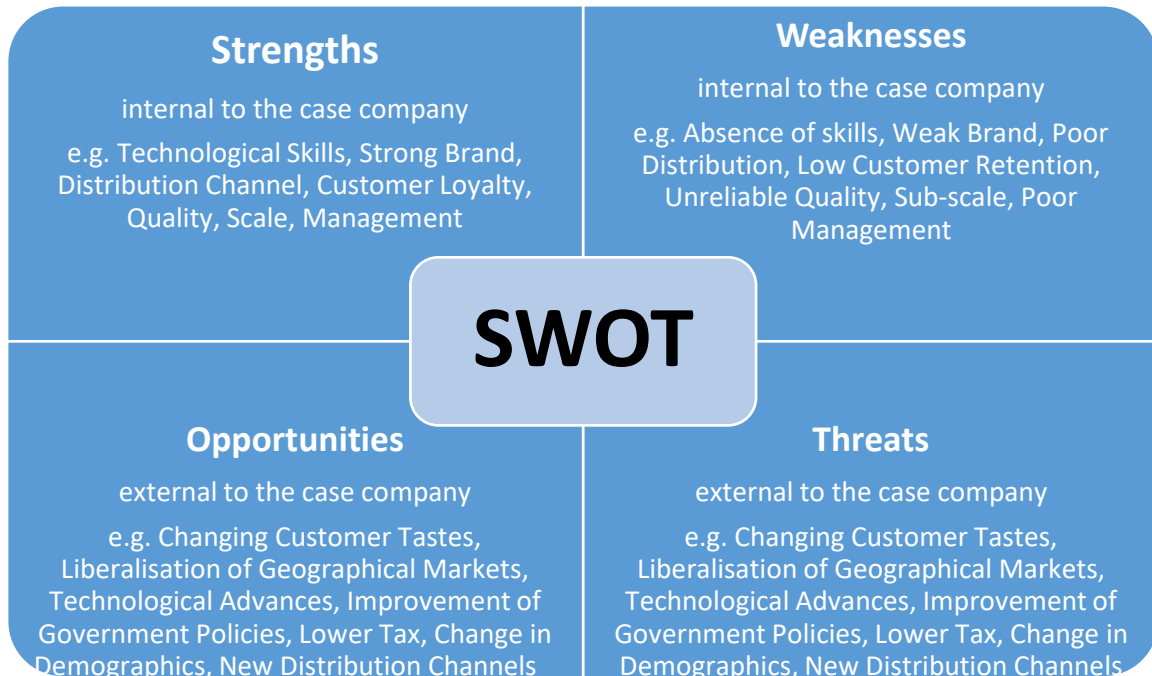 Strengths
internal to the case company
e.g. Technological Skills, Strong Brand,
Distribution Channel, Customer Loyalty,
Quality, Scale, Management
Weaknesses
internal to the case company
e.g. Absence of skills, Weak Brand, Poor
Distribution, Low Customer Retention,
Unreliable Quality, Sub-scale, Poor
Management
SWOT
Opportunities
external to the case company
e.g. Changing Customer Tastes,
Liberalisation of Geographical Markets,
Technological Advances, Improvement of
Government Policies, Lower Tax, Change in
Demographics, New Distribution Channels
Threats
external to the case company
e.g. Changing Customer Tastes,
Liberalisation of Geographical Markets,
Technological Advances, Improvement of
Government Policies, Lower Tax, Change in
Demographics, New Distribution Channels